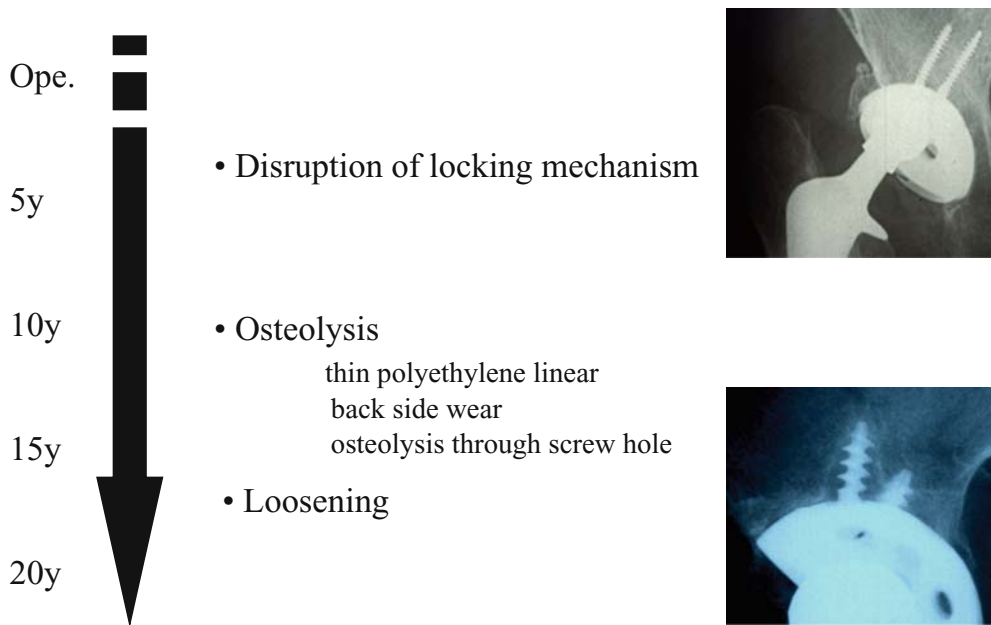 Ope.
• Disruption of locking mechanism
5y
10y
• Osteolysis
thin polyethylene linear
back side wear
15y
osteolysis through screw hole
• Loosening
20y